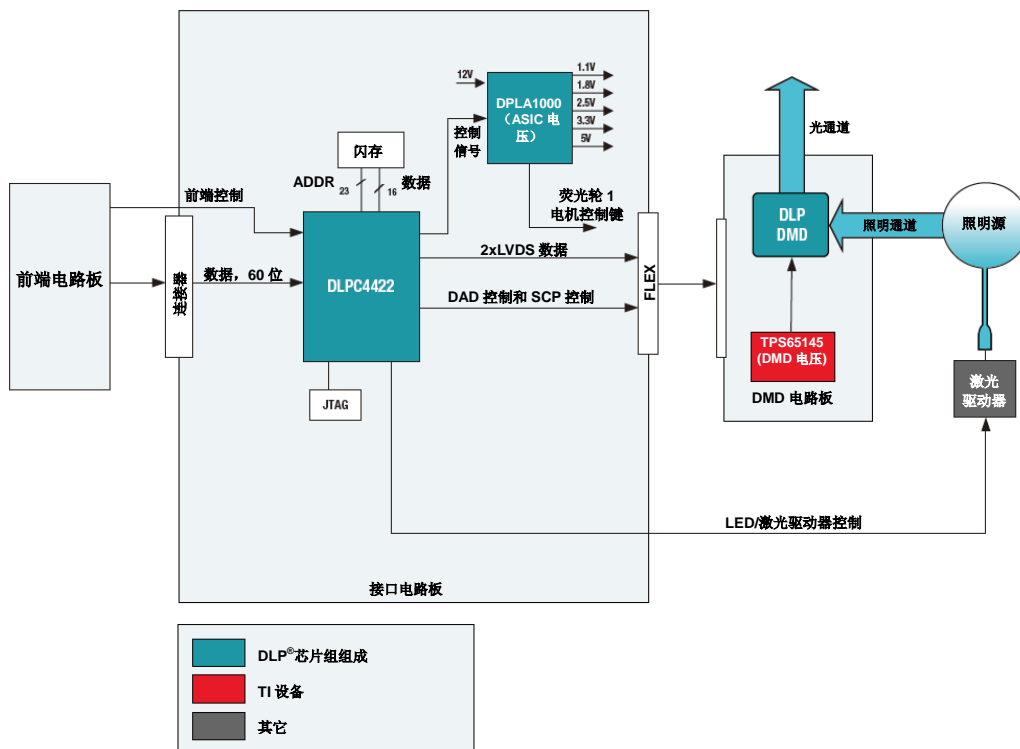 12V
DPLA1000
（ASIC 电
压）
1.1V
1.8V
2.5V
3.3V
5V
控制
信号
闪存
ADDR
23
16
数据
荧光轮 1
电机控制键
前端电路板
前端控制
数据，60 位
连接器
DLPC4422
2xLVDS 数据
DAD 控制和 SCP 控制
FLEX
JTAG
光通道
DLP
DMD
照明通道
照明源
TPS65145
(DMD 电压)
DMD 电路板
激光
驱动器
LED/激光驱动器控制
接口电路板
DLP®芯片组组成
TI 设备
其它